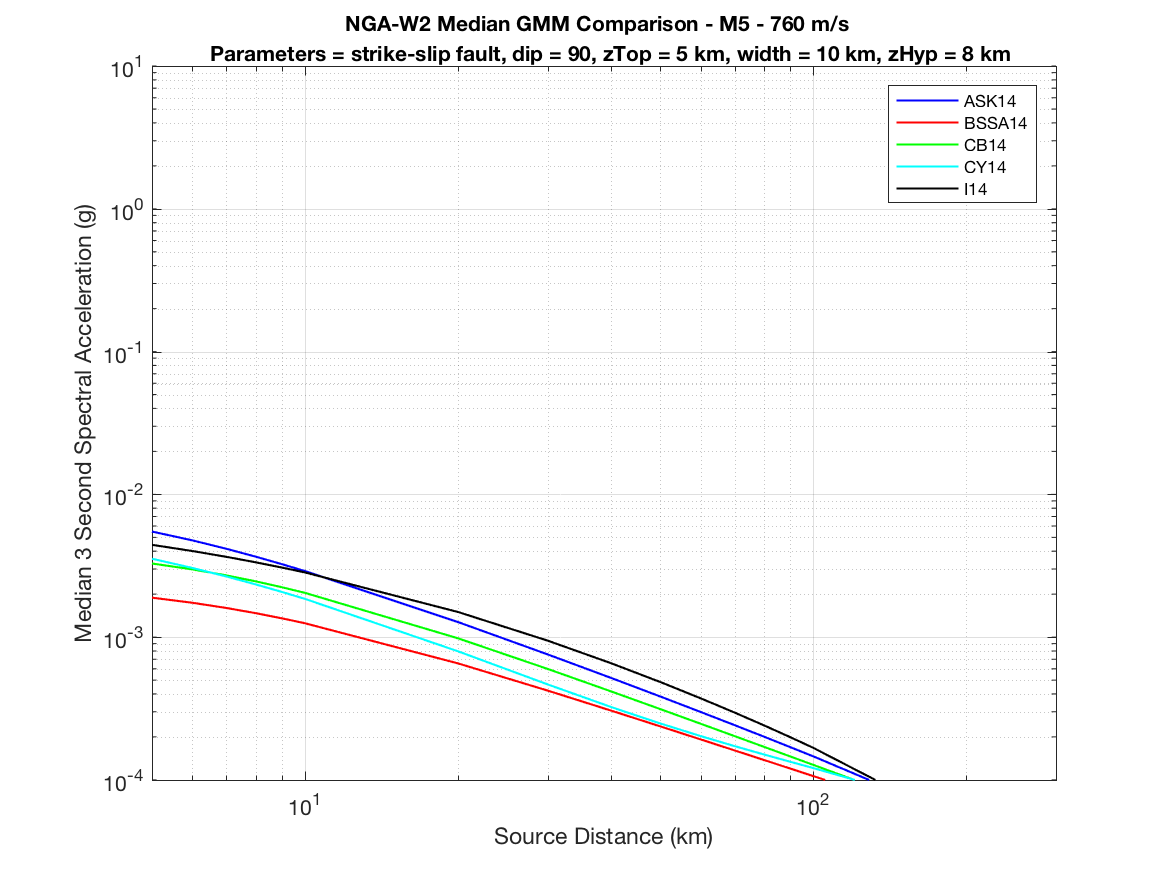 NGA-W2 Median GMM Comparison - M5 - 760 m/s
Parameters = strike-slip fault, dip = 90, zTop = 5 km, width = 10 km, zHyp = 8 km
10^1
10^0
10^-1
10^-2
10^-3
10^-4
Median 3 Second Spectral Acceleration (g)
ASK14
BSSA14
CB14
CY14
I14
10^1
10^2
Source Distance (km)